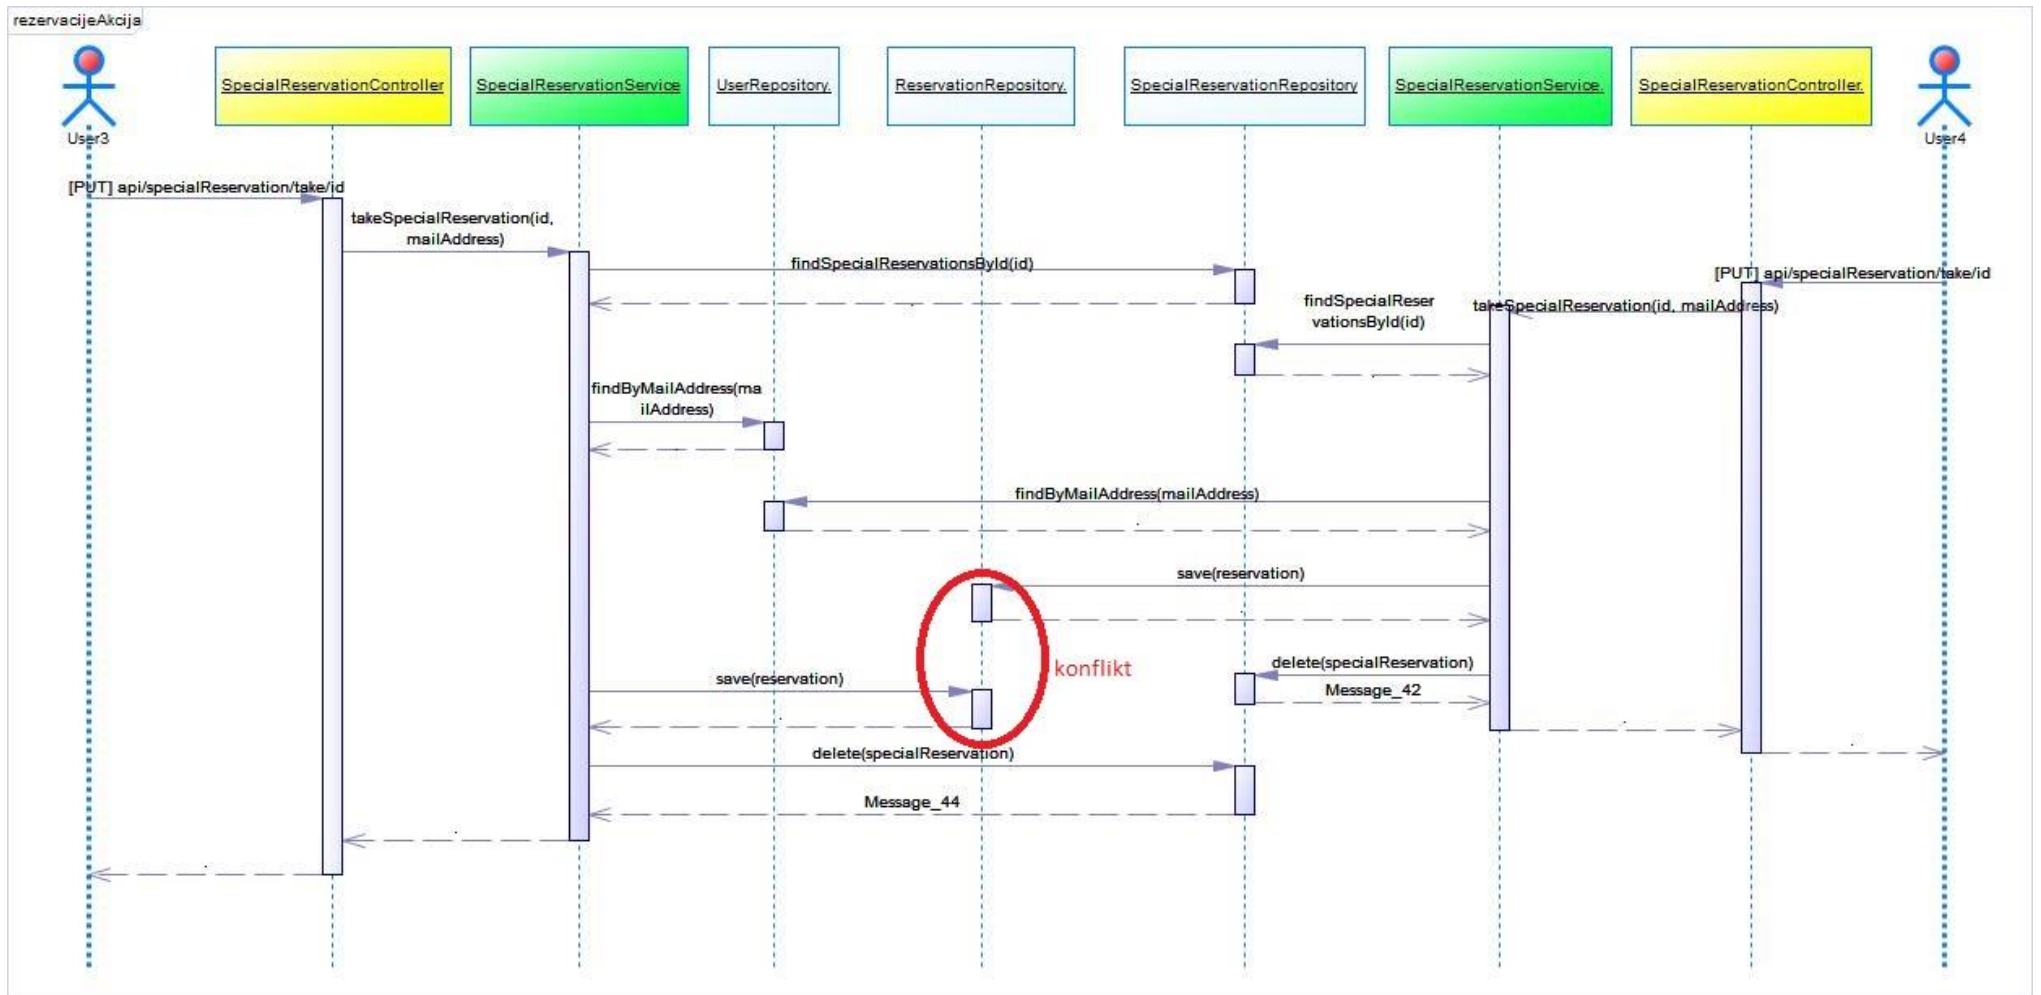 rezervacijeAkcija
SpecialReservationController
SpecialReservationService
UserRepository.
ReservationRepository.
SpecialReservationRepository
SpecialReservationService.
SpecialReservationController.
User3
User4
[PUT] api/specialReservation/take/id
takeSpecialReservation(id,
mailAddress)
findSpecialReservationsById(id)
[PUT] api/specialReservation/take/id
findSpecialReser
vationsById(id)
takeSpecialReservation(id, mailAddress)
findByMailAddress(ma
ilAddress)
findByMailAddress(mailAddress)
save(reservation)
konflikt
delete(specialReservation)
save(reservation)
Message_42
delete(specialReservation)
Message_44